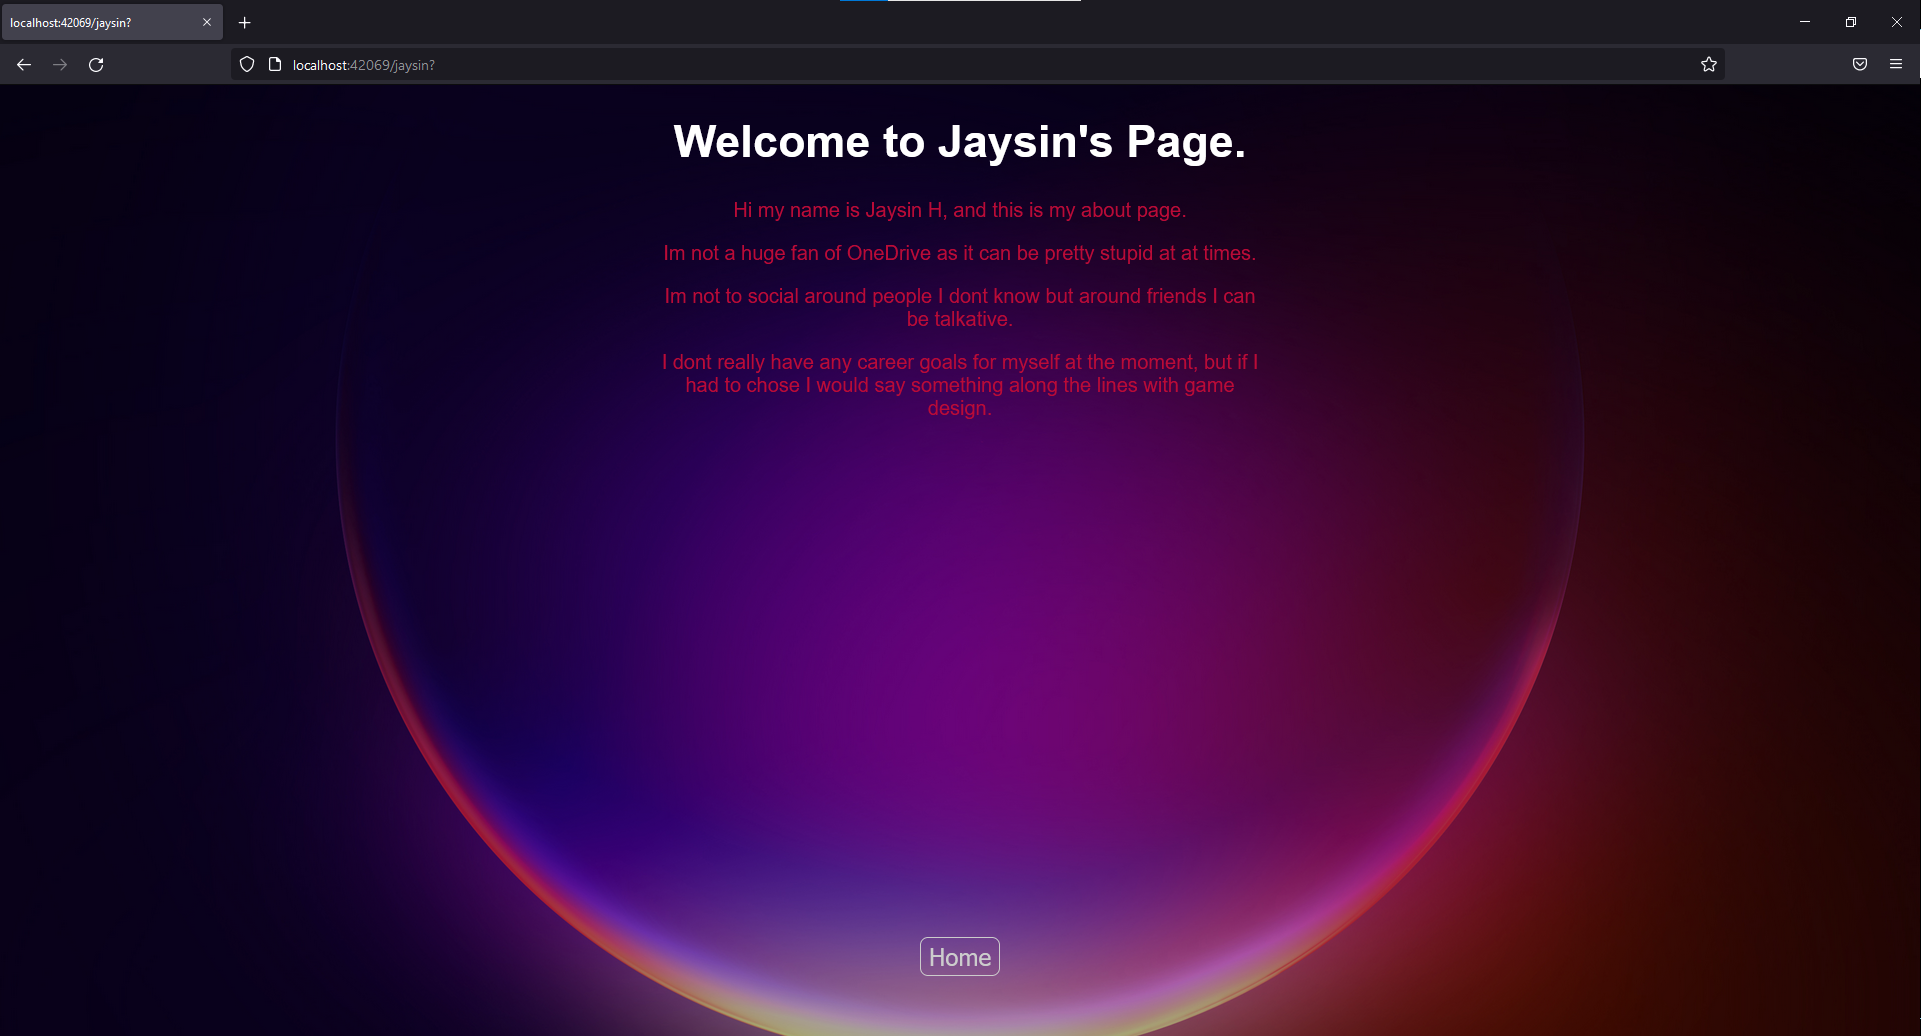 localhost:42069/jaysin?
localhost:42069/jaysin?
Welcome to Jaysin's Page.
Hi my name is Jaysin H, and this is my about page.
Im not a huge fan of OneDrive as it can be pretty stupid at at times.
Im not to social around people I dont know but around friends I can
be talkative.
I dont really have any career goals for myself at the moment, but if I
had to chose I would say something along the lines with game
design.
Home